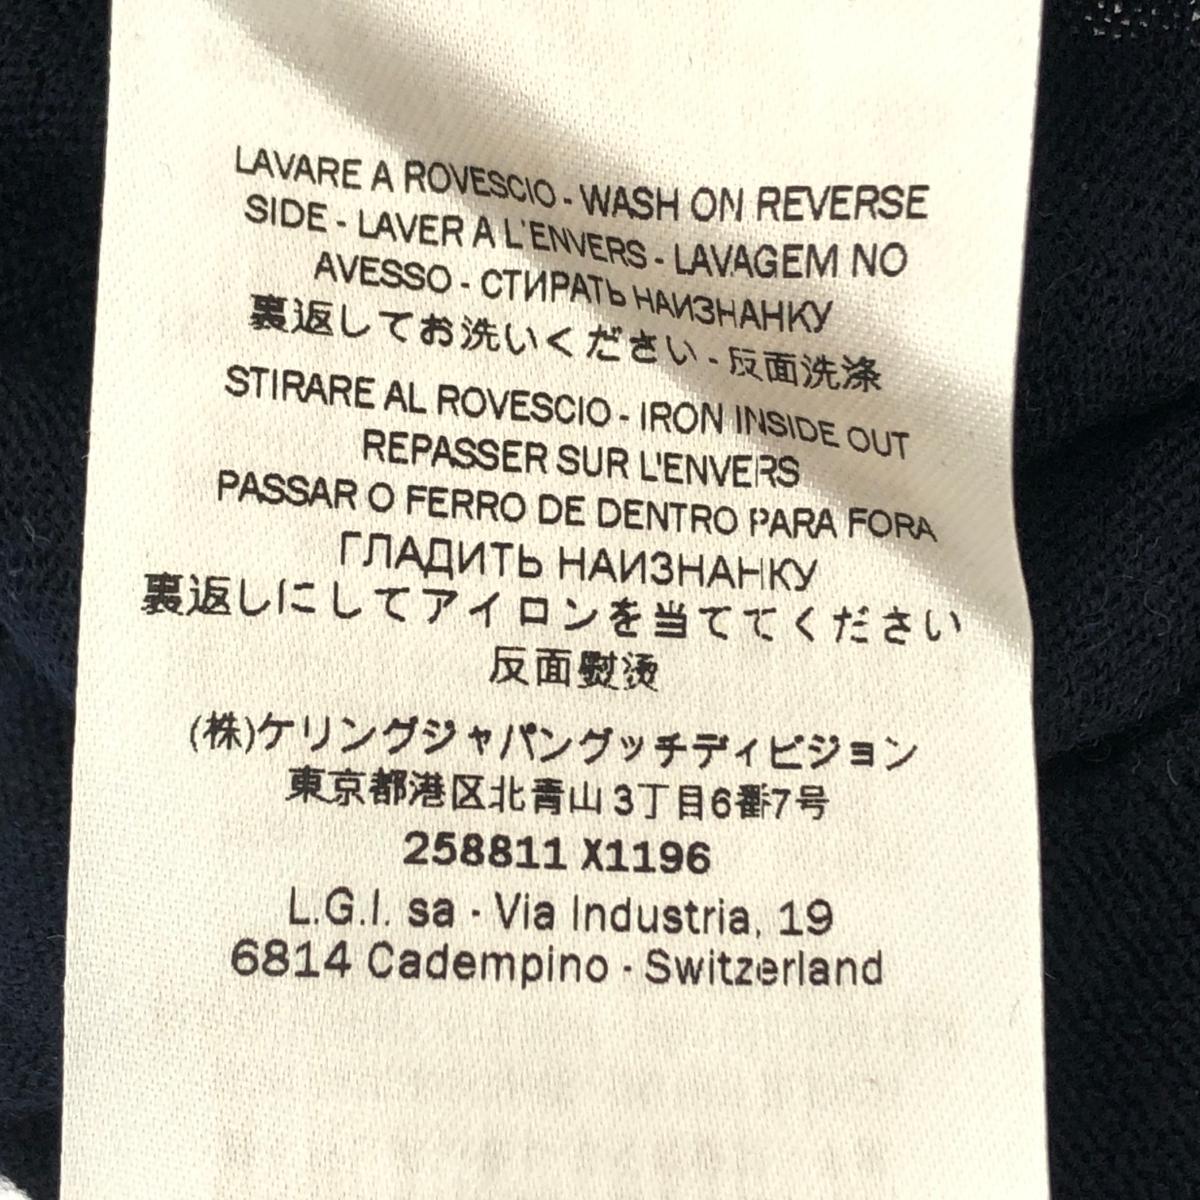 LAVARE A ROVESCIO - WASH ON REVERSE
SIDE - LAVER A L'ENVERS - LAVAGEM NO
AVESSO - СТИРАТЬ НАИЗНАНКУ
裏返してお洗いください - 反面洗涤
STIRARE AL ROVESCIO - IRON INSIDE OUT
REPASSER SUR L'ENVERS
PASSAR O FERRO DE DENTRO PARA FORA
ГЛАДИТЬ НАИЗНАНКУ
裏返しにしてアイロンを当ててください
反面熨烫
(株)ケリングジャパングッチディビジョン
東京都港区北青山3丁目6番7号
258811 X1196
L.G.I. sa - Via Industria, 19
6814 Cadempino - Switzerland